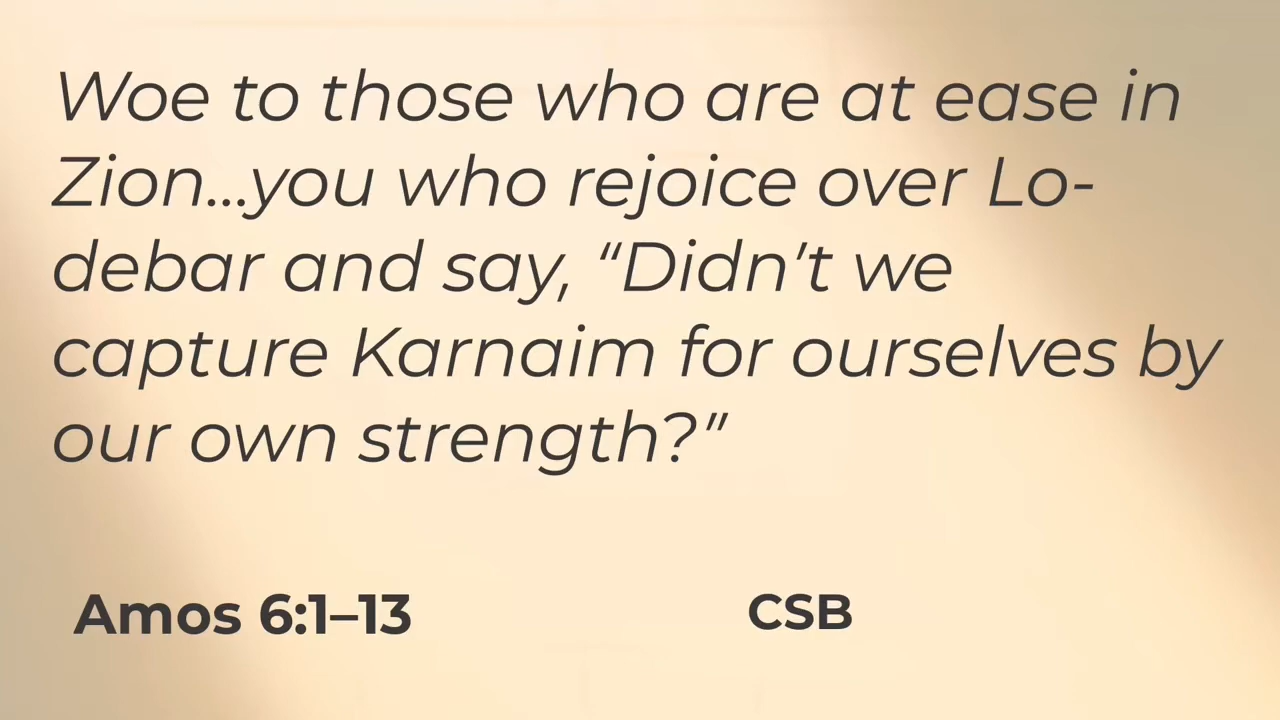 Woe to those who are at ease in
Zion...you who rejoice over Lo-
debar and say, “Didn’t we
capture Karnaim for ourselves by
our own strength?”
Amos 6:1–13 CSB